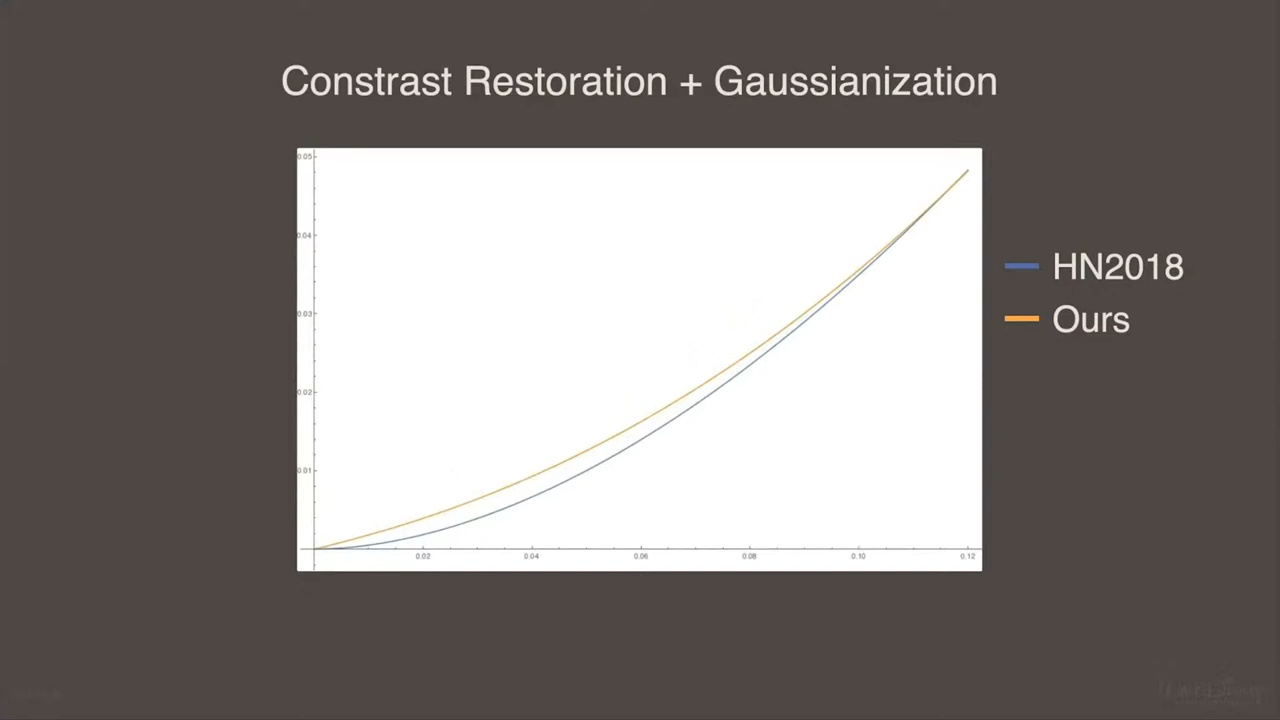 Constrast Restoration + Gaussianization
0.05
0.04
0.03
0.02
0.01
0.02 0.04 0.06 0.08 0.10 0.12
HN2018
Ours